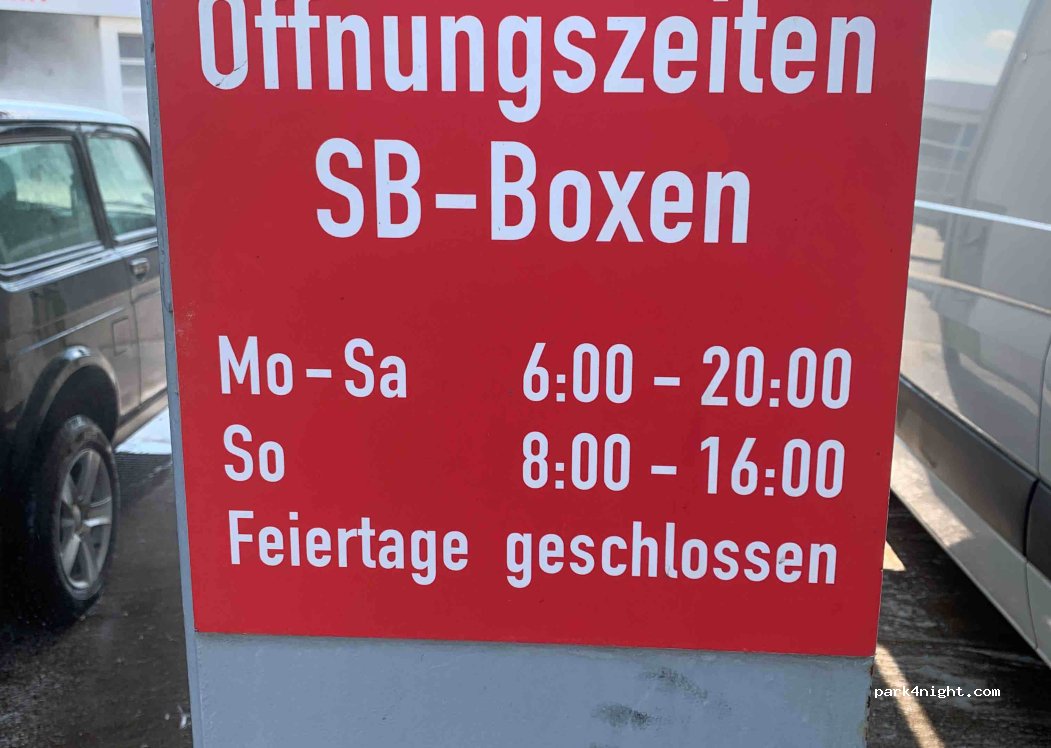 Öffnungszeiten
SB-Boxen
Mo-Sa 6:00 - 20:00
So 8:00 - 16:00
Feiertage geschlossen
park4night.com